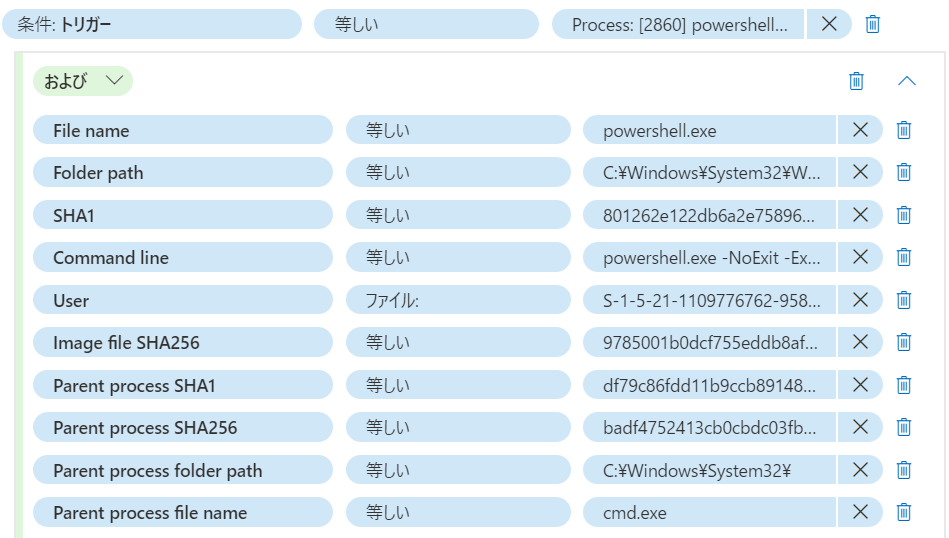 条件: トリガー 等しい Process: [2860] powershell...
および
File name 等しい powershell.exe
Folder path 等しい C:¥Windows¥System32¥W...
SHA1 等しい 801262e122db6a2e75896...
Command line 等しい powershell.exe -NoExit -Ex...
User ファイル: S-1-5-21-1109776762-958...
Image file SHA256 等しい 9785001b0dcf755eddb8af...
Parent process SHA1 等しい df79c86fdd11b9ccb89148...
Parent process SHA256 等しい badf4752413cb0cbdc03fb...
Parent process folder path 等しい C:¥Windows¥System32¥
Parent process file name 等しい cmd.exe